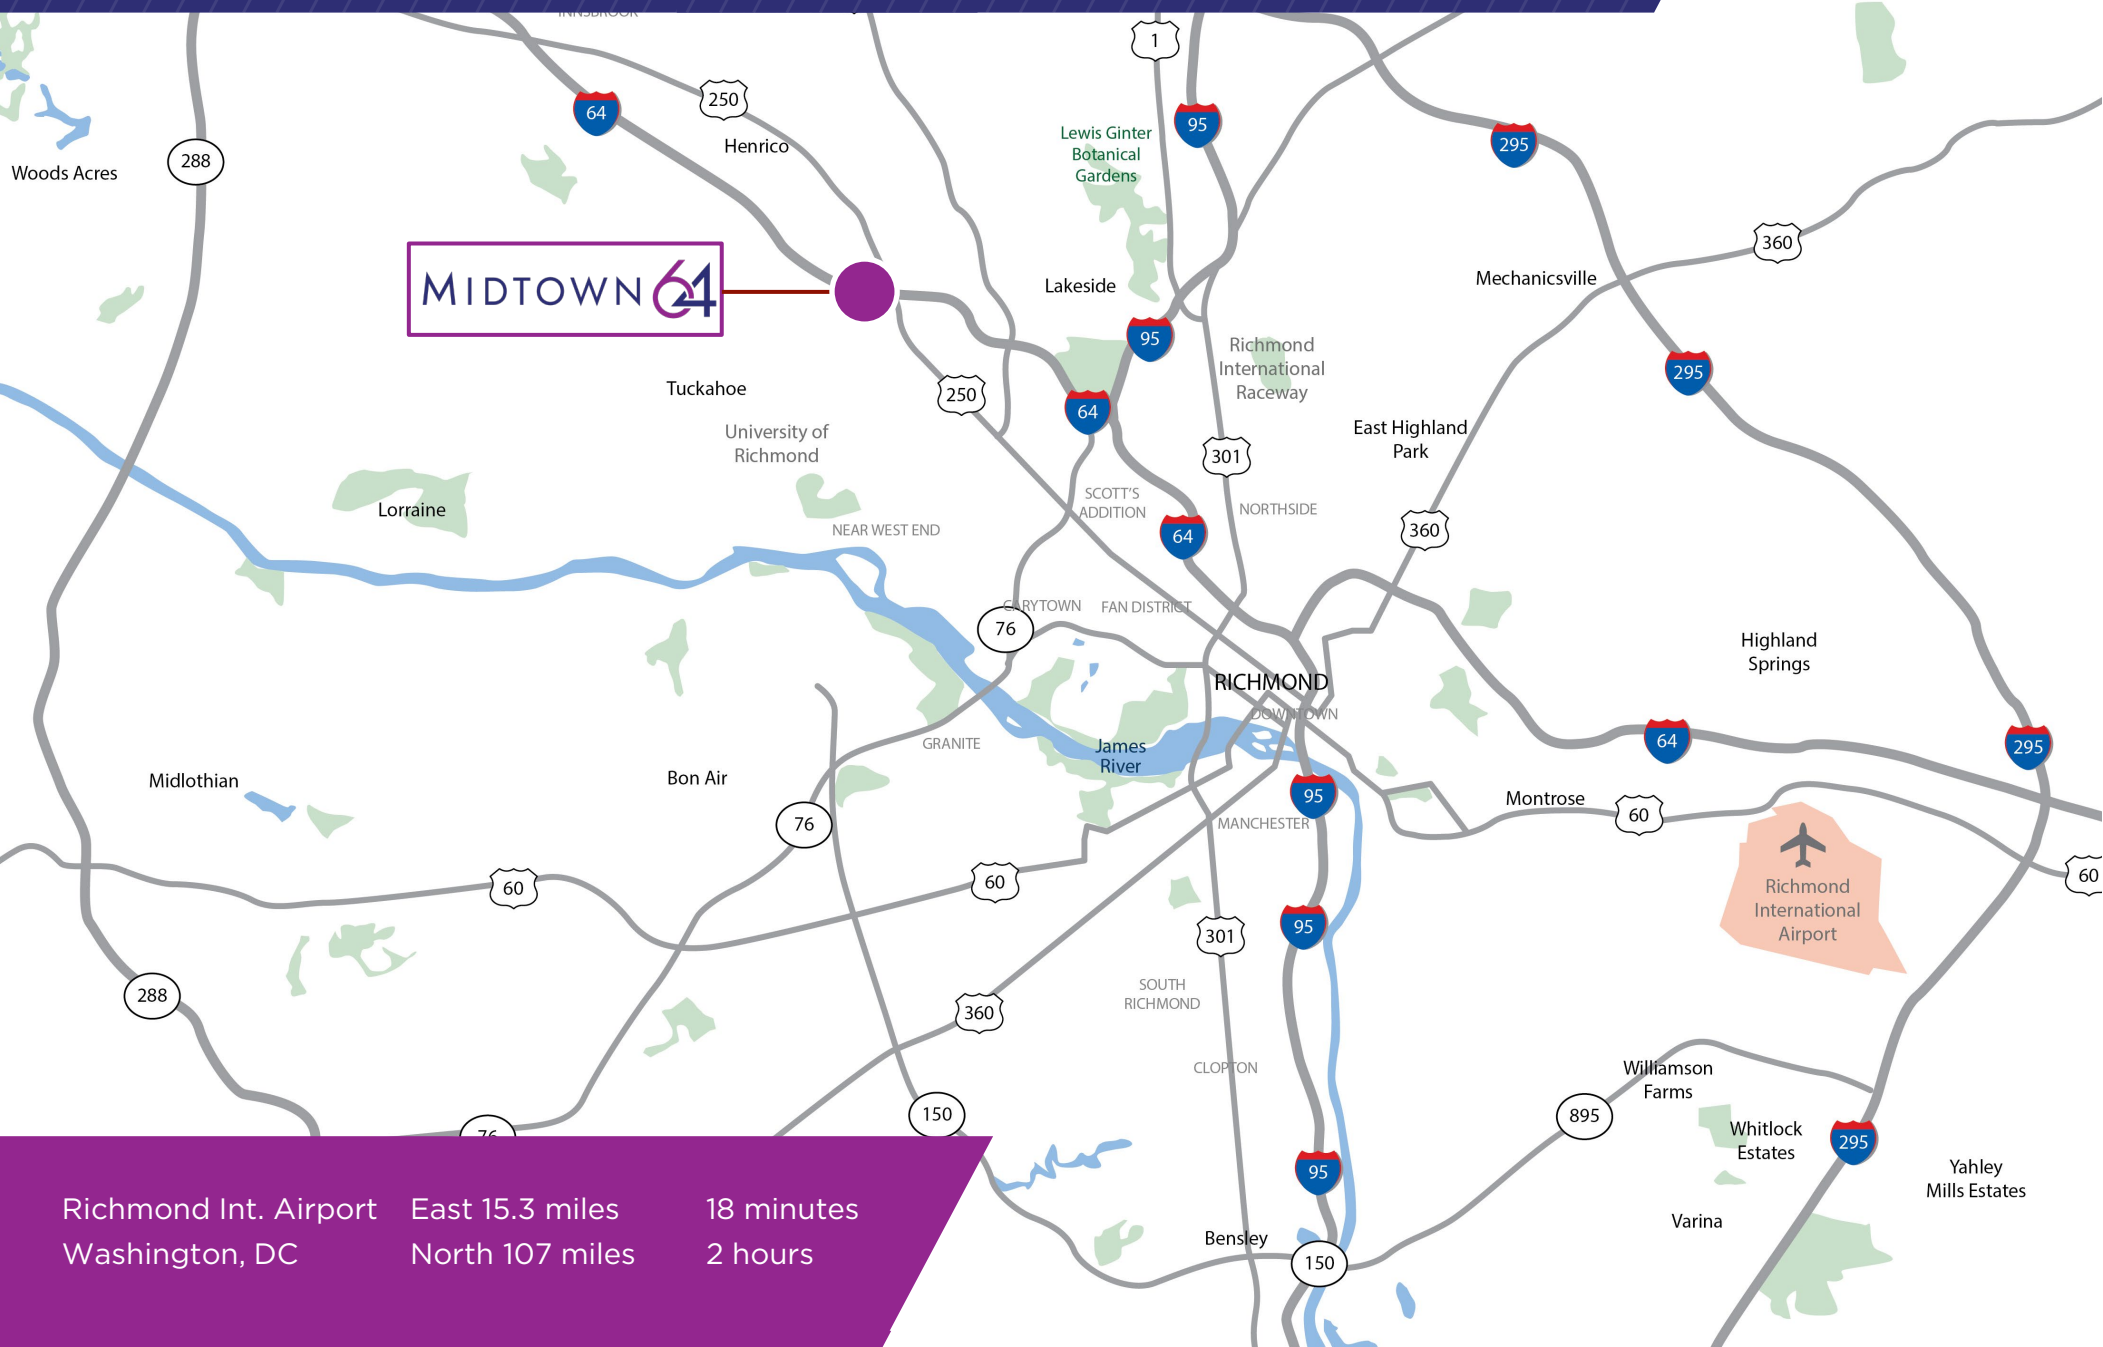 INNSBROOK
1
64
250
95
Henrico
Lewis Ginter
Botanical
Gardens
295
288
Woods Acres
360
MIDTOWN 64
Lakeside
Mechanicsville
95
Richmond
International
Raceway
295
Tuckahoe
250
64
University of
Richmond
East Highland
Park
301
SCOTT'S
ADDITION
Lorraine
NORTHSIDE
NEAR WEST END
64
360
CARYTOWN
FAN DISTRICT
76
Highland
Springs
RICHMOND
DOWNTOWN
GRANITE
James
River
64
295
Midlothian
Bon Air
95
Montrose
60
76
MANCHESTER
60
60
Richmond
International
Airport
60
95
301
288
SOUTH
RICHMOND
360
CLOPTON
Williamson
Farms
150
895
76
Whitlock
Estates
295
95
Yahley
Mills Estates
Varina
Bensley
150
Richmond Int. Airport East 15.3 miles 18 minutes
Washington, DC North 107 miles 2 hours